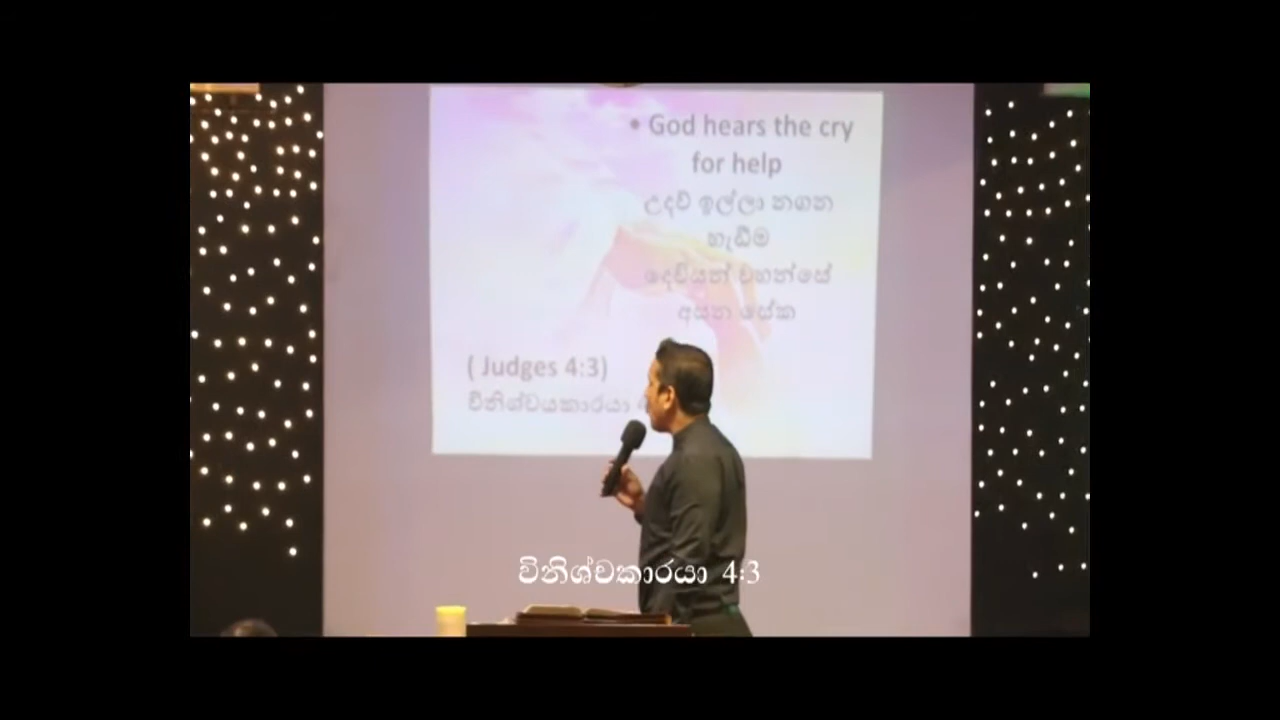 • God hears the cry
for help
උදව් ඉල්ලා නගන
හැඬීම
දෙවියන් වහන්සේ
අසන සේක
( Judges 4:3)
විනිශ්චයකාරයා
විනිශ්චකාරයා 4:3